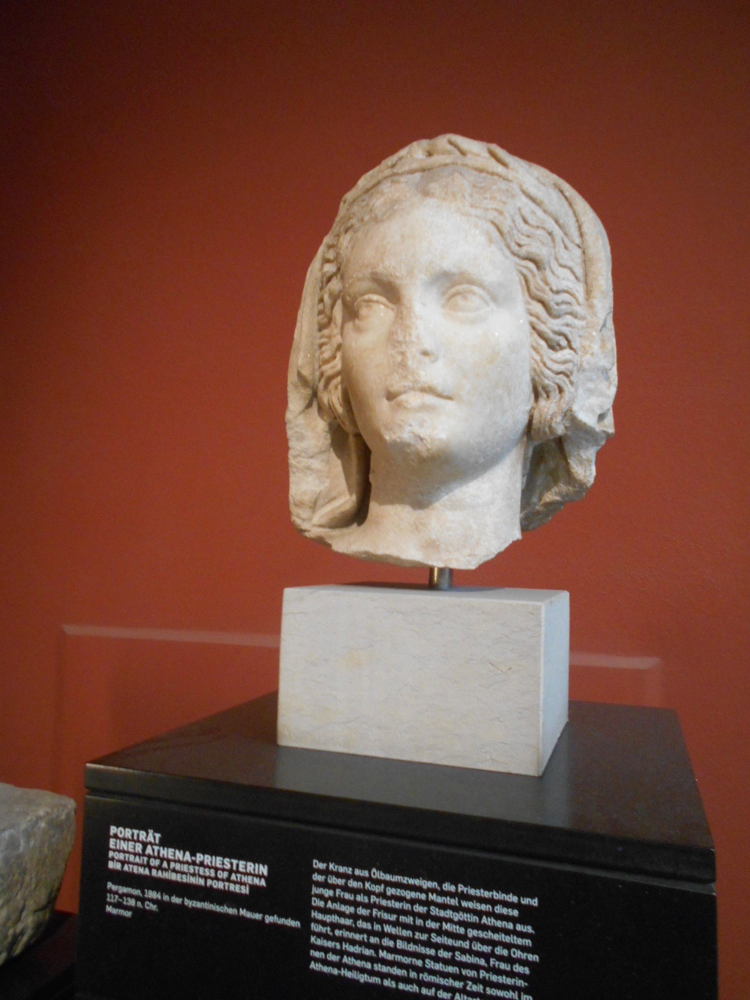 PORTRÄT
EINER ATHENA-PRIESTERIN
PORTRAIT OF A PRIESTESS OF ATHENA
BİR ATENA RAHİBESİNİN PORTRESİ
Pergamon, 1884 in der byzantinischen Mauer gefunden
117–138 n. Chr.
Marmor
Der Kranz aus Ölbaumzweigen, die Priesterbinde und
der über den Kopf gezogene Mantel weisen diese
junge Frau als Priesterin der Stadtgöttin Athena aus.
Die Anlage der Frisur mit in der Mitte gescheiteltem
Haupthaar, das in Wellen zur Seiteund über die Ohren
führt, erinnert an die Bildnisse der Sabina, Frau des
Kaisers Hadrian. Marmorne Statuen von Priesterin-
nen der Athena standen in römischer Zeit sowohl im
Athena-Heiligtum als auch auf der